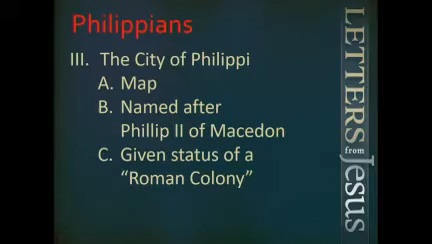 Philippians
III. The City of Philippi
A. Map
B. Named after
Phillip II of Macedon
C. Given status of a
“Roman Colony”
LETTERS
from Jesus